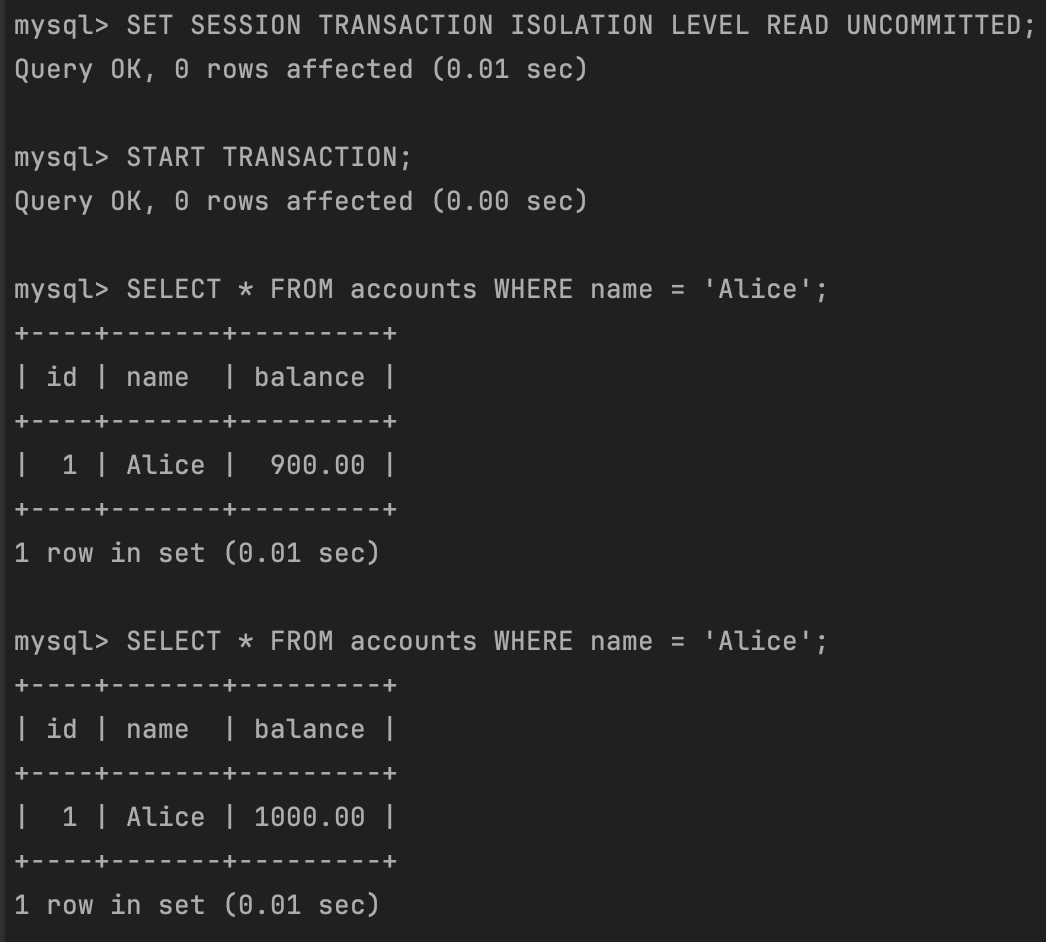 mysql> SET SESSION TRANSACTION ISOLATION LEVEL READ UNCOMMITTED;
Query OK, 0 rows affected (0.01 sec)
mysql> START TRANSACTION;
Query OK, 0 rows affected (0.00 sec)
mysql> SELECT * FROM accounts WHERE name = 'Alice';
+----+-------+---------+
| id | name  | balance |
+----+-------+---------+
|  1 | Alice |  900.00 |
+----+-------+---------+
1 row in set (0.01 sec)
mysql> SELECT * FROM accounts WHERE name = 'Alice';
+----+-------+---------+
| id | name  | balance |
+----+-------+---------+
|  1 | Alice | 1000.00 |
+----+-------+---------+
1 row in set (0.01 sec)